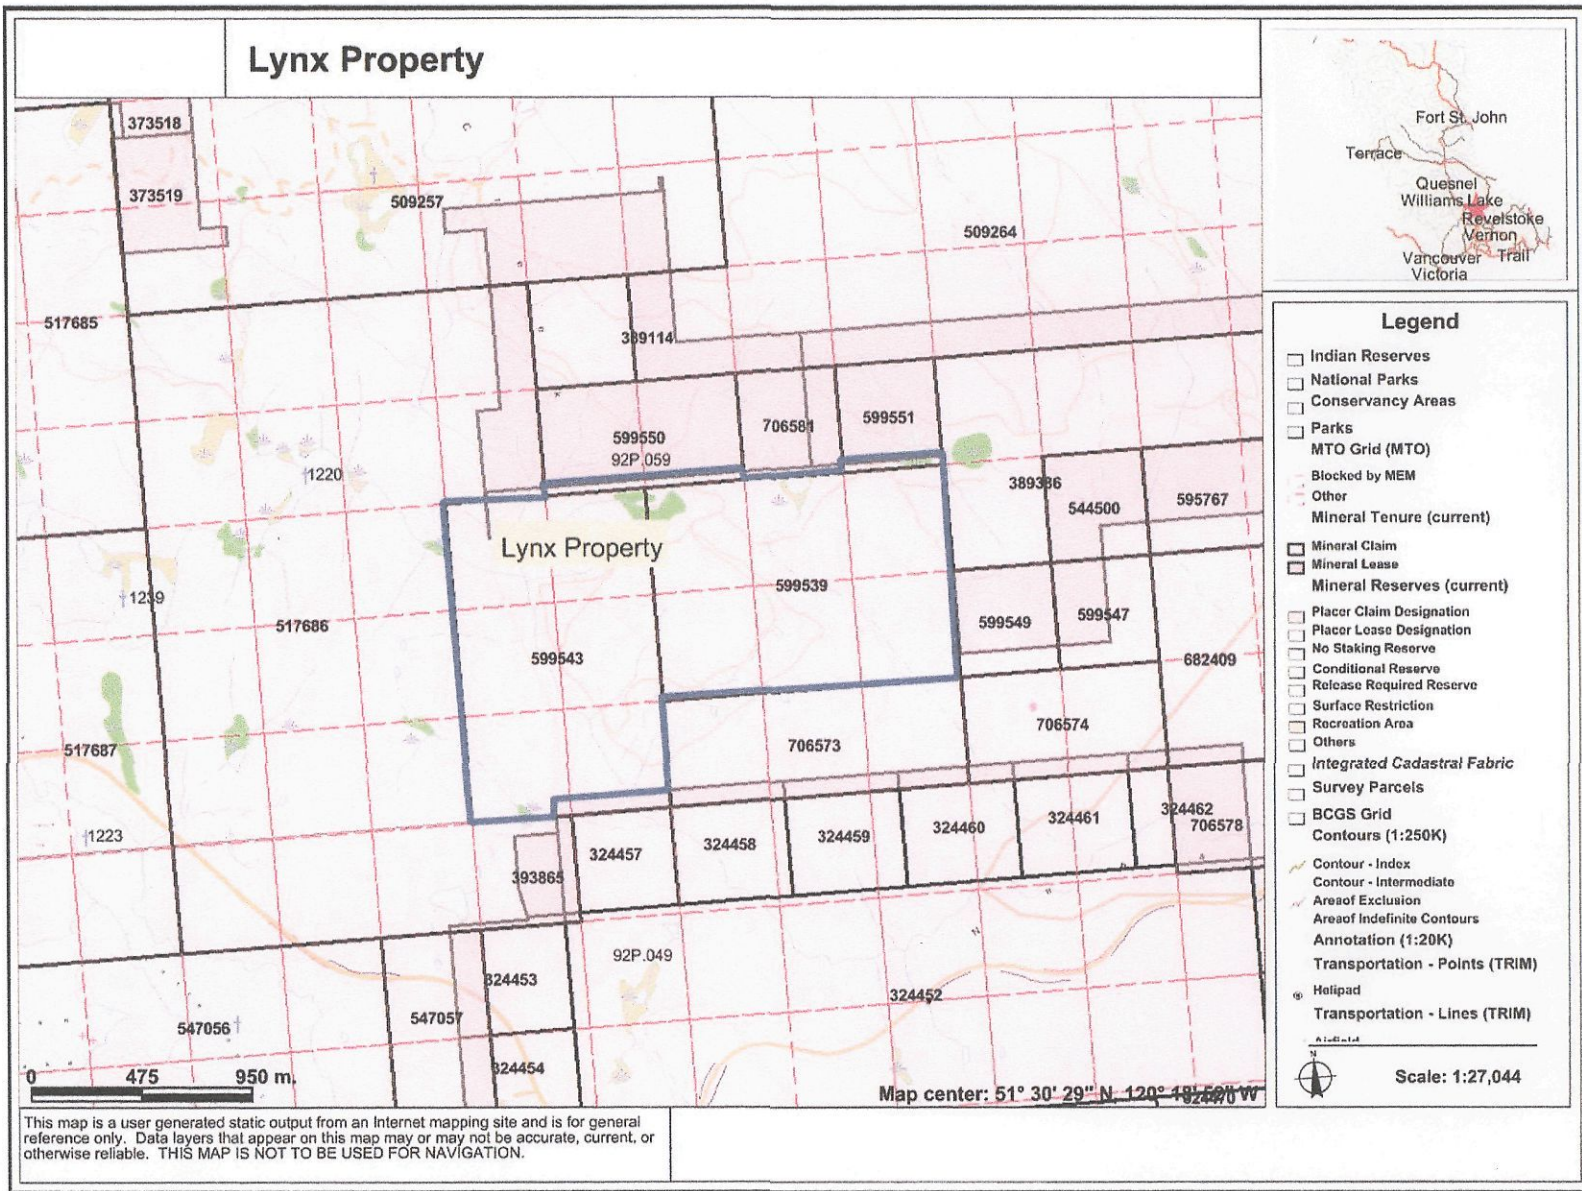 Lynx Property
373518
373519
509257
509264
517685
389114
599550
706581
599551
92P.059
1220
389386
544500
595767
Lynx Property
599539
1239
517686
599549
599547
599543
682409
517687
706573
706574
1223
324457
324458
324459
324460
324461
324462
706578
393865
92P.049
324453
324452
547056
547057
324454
0 475 950 m.
Map center: 51° 30' 29" N, 120°
This map is a user generated static output from an Internet mapping site and is for general
reference only. Data layers that appear on this map may or may not be accurate, current, or
otherwise reliable. THIS MAP IS NOT TO BE USED FOR NAVIGATION.
Fort St. John
Terrace
Quesnel
Williams Lake
Revelstoke
Vernon
Vancouver Trail
Victoria
Legend
Indian Reserves
National Parks
Conservancy Areas
Parks
MTO Grid (MTO)
Blocked by MEM
Other
Mineral Tenure (current)
Mineral Claim
Mineral Lease
Mineral Reserves (current)
Placer Claim Designation
Placer Lease Designation
No Staking Reserve
Conditional Reserve
Release Required Reserve
Surface Restriction
Recreation Area
Others
Integrated Cadastral Fabric
Survey Parcels
BCGS Grid
Contours (1:250K)
Contour - Index
Contour - Intermediate
Areaof Exclusion
Areaof Indefinite Contours
Annotation (1:20K)
Transportation - Points (TRIM)
Helipad
Transportation - Lines (TRIM)
N
Scale: 1:27,044